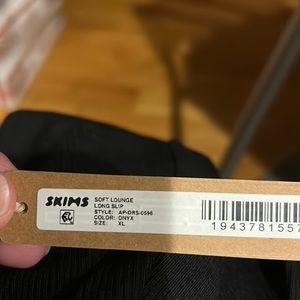 SKIMS
SOFT LOUNGE
LONG SLIP
STYLE: AP-DRS-0596
COLOR: ONYX
SIZE: XL
1943781557